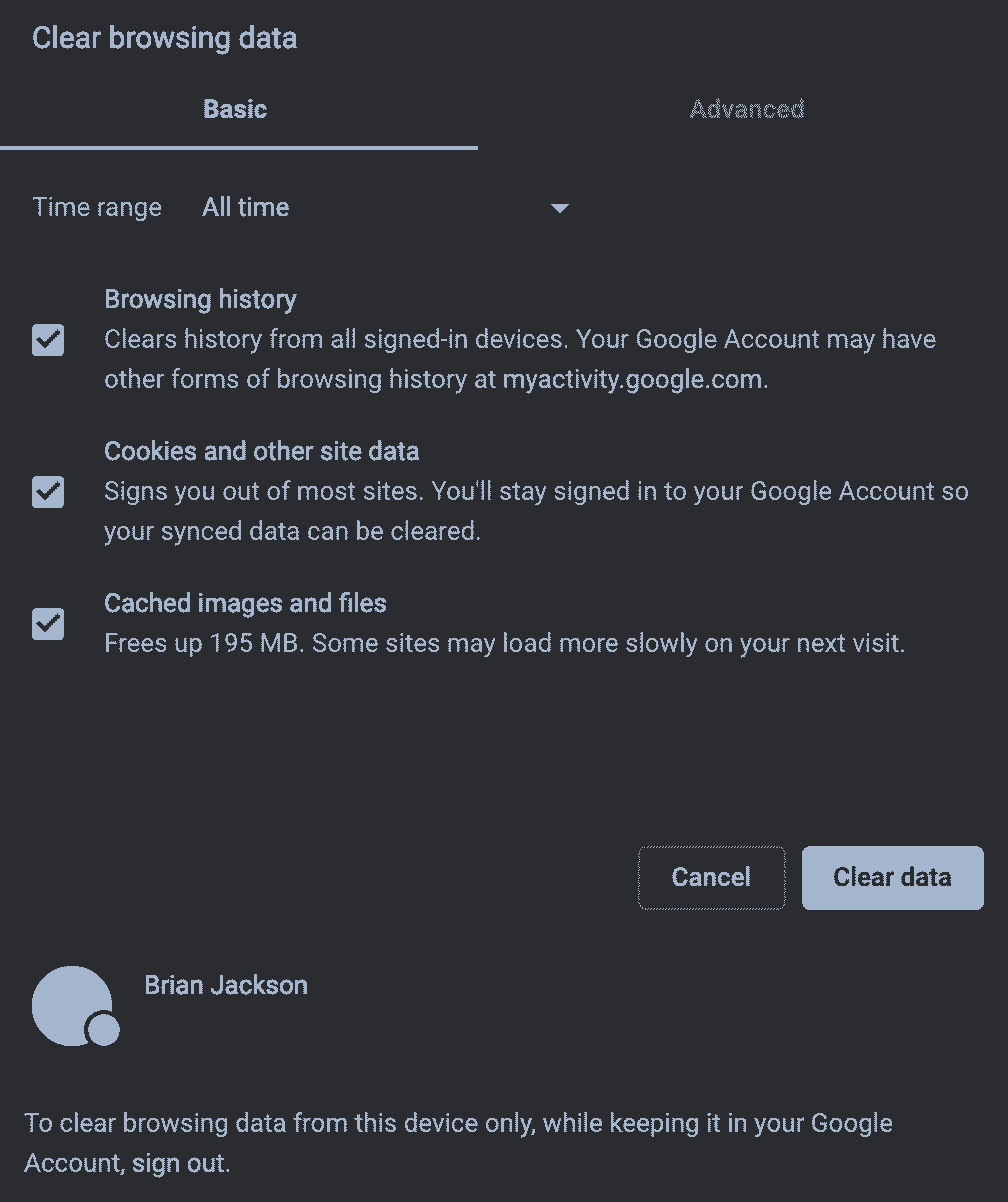 Clear browsing data
Basic
Advanced
Time range
All time
Browsing history
Clears history from all signed-in devices. Your Google Account may have
other forms of browsing history at myactivity.google.com.
Cookies and other site data
Signs you out of most sites. You'll stay signed in to your Google Account so
your synced data can be cleared.
Cached images and files
Frees up 195 MB. Some sites may load more slowly on your next visit.
Cancel
Clear data
Brian Jackson
To clear browsing data from this device only, while keeping it in your Google
Account, sign out.